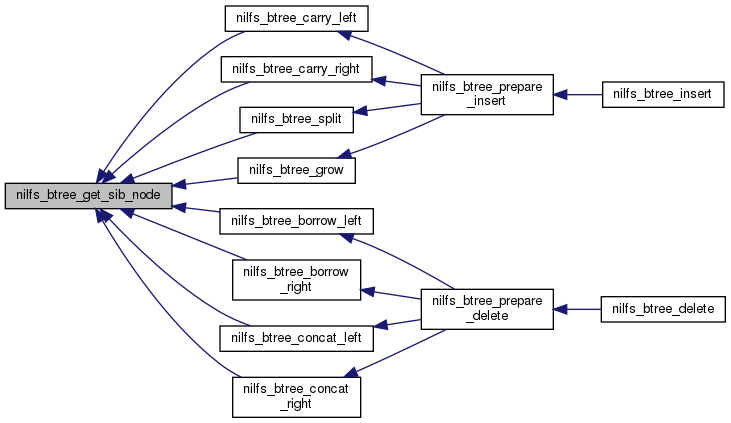 nilfs_btree_carry_left
nilfs_btree_carry_right
nilfs_btree_prepare
_insert
nilfs_btree_insert
nilfs_btree_split
nilfs_btree_grow
nilfs_btree_get_sib_node
nilfs_btree_borrow_left
nilfs_btree_borrow
_right
nilfs_btree_prepare
_delete
nilfs_btree_delete
nilfs_btree_concat_left
nilfs_btree_concat
_right